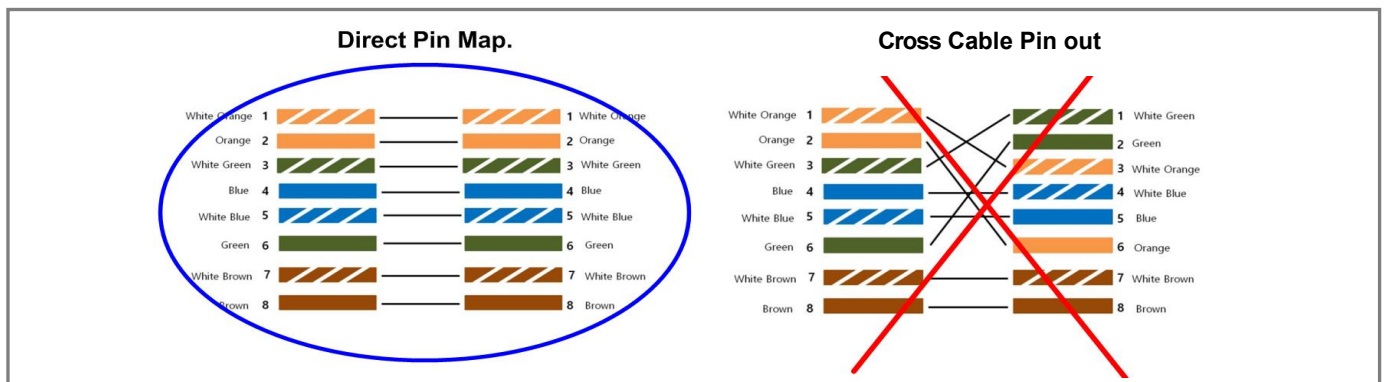 Direct Pin Map.
White Orange 1 1 White Orange
Orange 2 2 Orange
White Green 3 3 White Green
Blue 4 4 Blue
White Blue 5 5 White Blue
Green 6 6 Green
White Brown 7 7 White Brown
Brown 8 8 Brown
Cross Cable Pin out
White Orange 1 1 White Green
Orange 2 2 Green
White Green 3 3 White Orange
Blue 4 4 White Blue
White Blue 5 5 Blue
Green 6 6 Orange
White Brown 7 7 White Brown
Brown 8 8 Brown